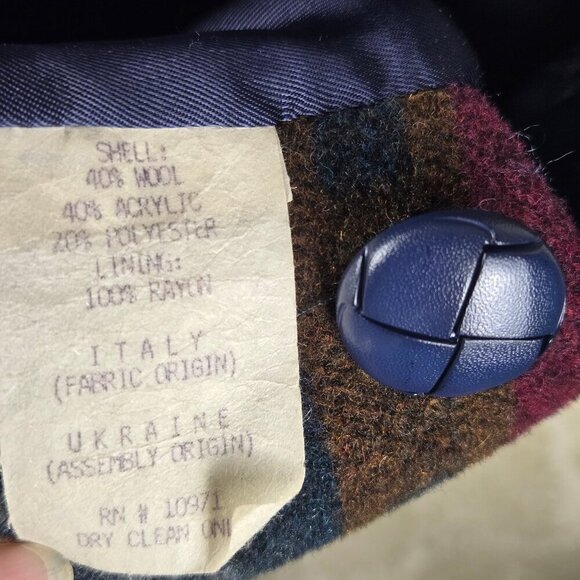 SHELL:
40% WOOL
40% ACRYLIC
20% POLYESTER
LINING:
100% RAYON
ITALY
(FABRIC ORIGIN)
UKRAINE
(ASSEMBLY ORIGIN)
RN # 10971
DRY CLEAN ONL